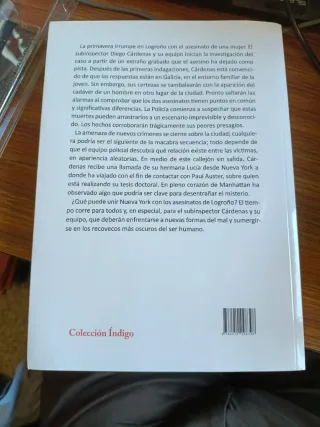 La primavera irrumpe en Logroño con el asesinato de una mujer. El
subinspector Diego Cárdenas y su equipo inician la investigación del
caso a partir de un extraño grabado que el asesino ha dejado como
pista. Después de las primeras indagaciones, Cárdenas está convenci-
do de que las respuestas están en Galicia, en el entorno familiar de la
joven. Sin embargo, sus certezas se tambalearán con la aparición del
cadáver de un hombre en otro lugar de la ciudad. Pronto saltarán las
alarmas al comprobar que los dos asesinatos tienen puntos en común
y significativas diferencias. La Policía comienza a sospechar que estas
muertes pueden arrastrarlos a un escenario imprevisible y desconocido.
Los hechos corroborarán trágicamente sus peores presagios.
La amenaza de nuevos crímenes se cierne sobre la ciudad; cualquie-
ra podría ser el siguiente de la macabra secuencia; todo depende de
que el equipo policial descubra qué relación existe entre las víctimas,
en apariencia aleatorias. En medio de este callejón sin salida, Cár-
denas recibe una llamada de su hermana Lucía desde Nueva York a
donde ha viajado con el fin de contactar con Paul Auster, sobre quien
está realizando su tesis doctoral. En pleno corazón de Manhattan ha
observado algo que podría ser clave para desentrañar el misterio.
¿Qué puede unir Nueva York con los asesinatos de Logroño? El tiem-
po corre para todos y, en especial, para el subinspector Cárdenas y su
equipo, que deberán enfrentarse a nuevas formas del mal y sumergir-
se en los recovecos más oscuros del ser humano.
Colección Índigo